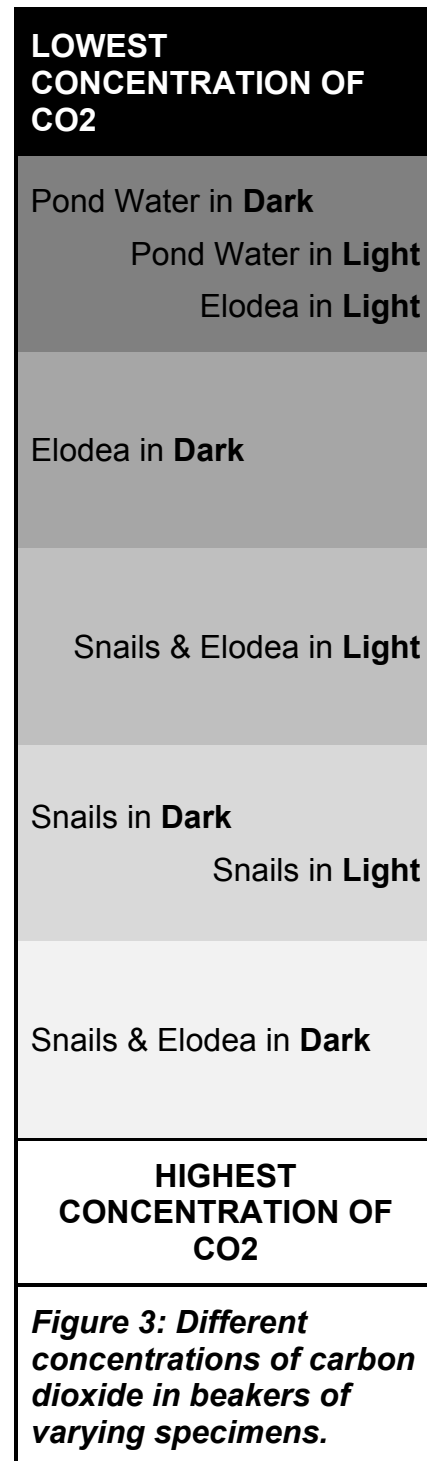 LOWEST
CONCENTRATION OF
CO2
Pond Water in Dark
Pond Water in Light
Elodea in Light
Elodea in Dark
Snails & Elodea in Light
Snails in Dark
Snails in Light
Snails & Elodea in Dark
HIGHEST
CONCENTRATION OF
CO2
Figure 3: Different
concentrations of carbon
dioxide in beakers of
varying specimens.